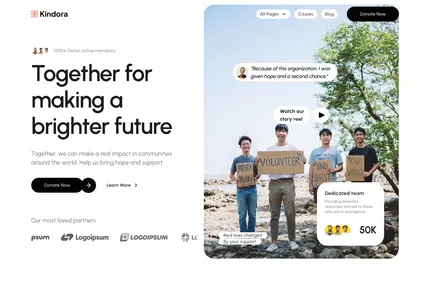 Kindora
All Pages
Causes
Blog
Donate Now
1000+ Donor active members
Together for
making a
brighter future
Together, we can make a real impact in communities
around the world. Help us bring hope and support
Donate Now
Learn More
Our most loved partners
ipsum
Logoipsum
LOGOIPSUM
"Because of this organization, I was
given hope and a second chance."
Watch our
story reel
VOLUNTEER
Dedicated team
Providing essential
resources and aid to those
who are in emergency.
50K
Real lives changed
By your support